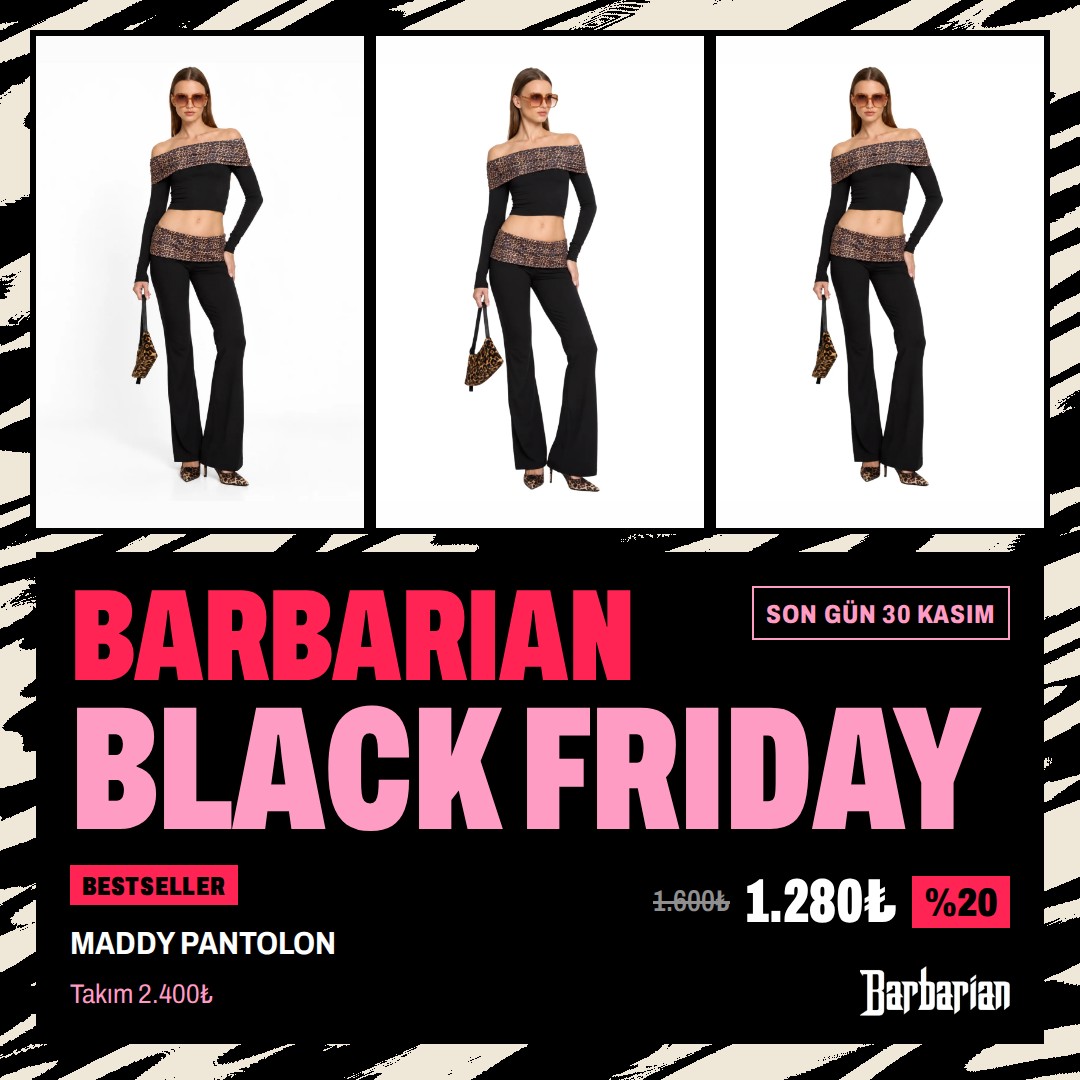 BARBARIAN
SON GÜN 30 KASIM
BLACK FRIDAY
BESTSELLER
1.600₺ 1.280₺ %20
MADDY PANTOLON
Takım 2.400₺
Barbarian